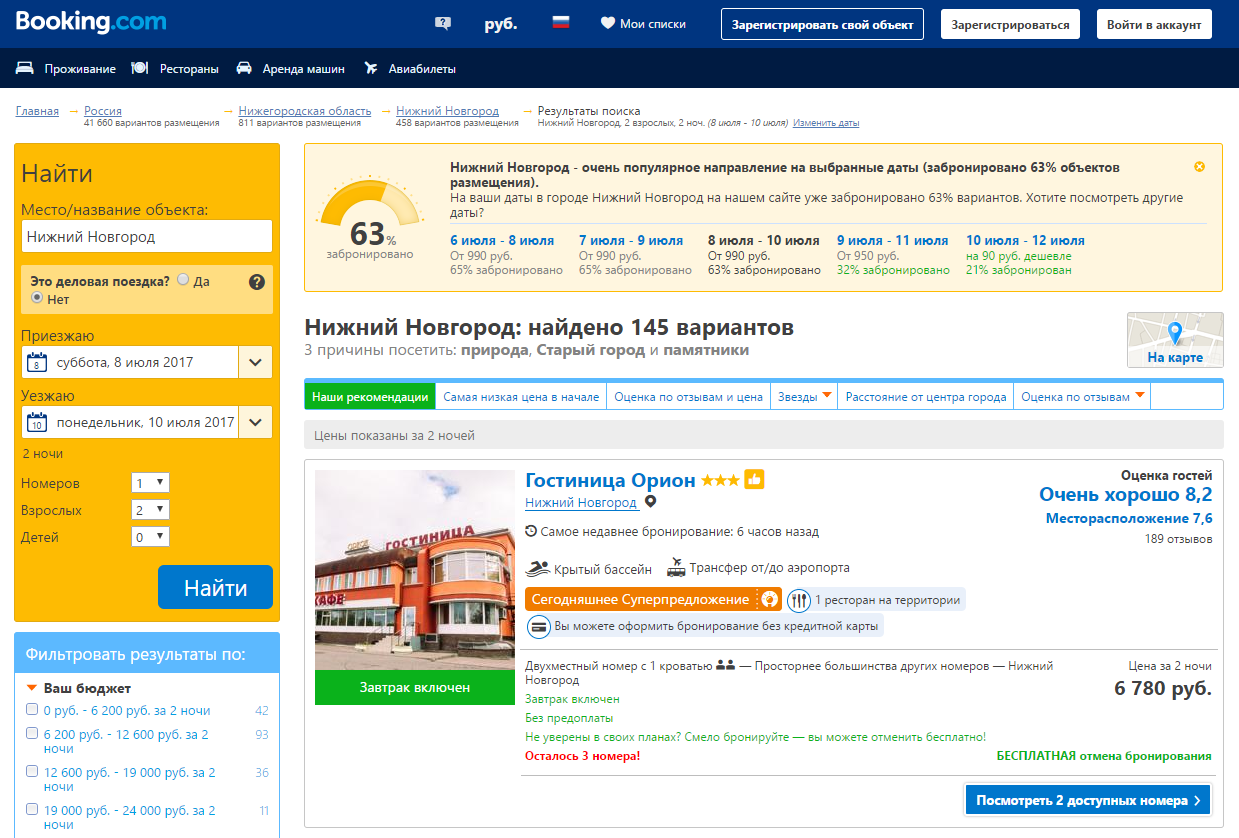 Booking.com
руб.
Мои списки
Зарегистрировать свой объект
Зарегистрироваться
Войти в аккаунт
Проживание
Рестораны
Аренда машин
Авиабилеты
Главная → Россия → Нижегородская область → Нижний Новгород → Результаты поиска
41 660 вариантов размещения
811 вариантов размещения
458 вариантов размещения
Нижний Новгород, 2 взрослых, 2 ноч. (8 июля - 10 июля) Изменить даты
Найти
Место/название объекта:
Нижний Новгород
Это деловая поездка? Да
Нет
?
Приезжаю
8
суббота, 8 июля 2017
Уезжаю
10
понедельник, 10 июля 2017
2 ночи
Номеров 1
Взрослых 2
Детей 0
Найти
Фильтровать результаты по:
Ваш бюджет
0 руб. - 6 200 руб. за 2 ночи 42
6 200 руб. - 12 600 руб. за 2 93
ночи
12 600 руб. - 19 000 руб. за 2 36
ночи
19 000 руб. - 24 000 руб. за 2 11
ночи
63%
забронировано
Нижний Новгород - очень популярное направление на выбранные даты (забронировано 63% объектов
размещения).
На ваши даты в городе Нижний Новгород на нашем сайте уже забронировано 63% вариантов. Хотите посмотреть другие
даты?
6 июля - 8 июля
От 990 руб.
65% забронировано
7 июля - 9 июля
От 990 руб.
65% забронировано
8 июля - 10 июля
От 990 руб.
63% забронировано
9 июля - 11 июля
От 950 руб.
32% забронировано
10 июля - 12 июля
на 90 руб. дешевле
21% забронирован
Нижний Новгород: найдено 145 вариантов
3 причины посетить: природа, Старый город и памятники
На карте
Наши рекомендации
Самая низкая цена в начале
Оценка по отзывам и цена
Звезды
Расстояние от центра города
Оценка по отзывам
Цены показаны за 2 ночей
ГОСТИНИЦА
КАФЕ
Завтрак включен
Гостиница Орион
Нижний Новгород
Самое недавнее бронирование: 6 часов назад
Крытый бассейн
Трансфер от/до аэропорта
Сегодняшнее Суперпредложение
1 ресторан на территории
Вы можете оформить бронирование без кредитной карты
Оценка гостей
Очень хорошо 8,2
Месторасположение 7,6
189 отзывов
Двухместный номер с 1 кроватью — Просторнее большинства других номеров — Нижний
Новгород
Завтрак включен
Без предоплаты
Не уверены в своих планах? Смело бронируйте — вы можете отменить бесплатно!
Осталось 3 номера!
Цена за 2 ночи
6 780 руб.
БЕСПЛАТНАЯ отмена бронирования
Посмотреть 2 доступных номера